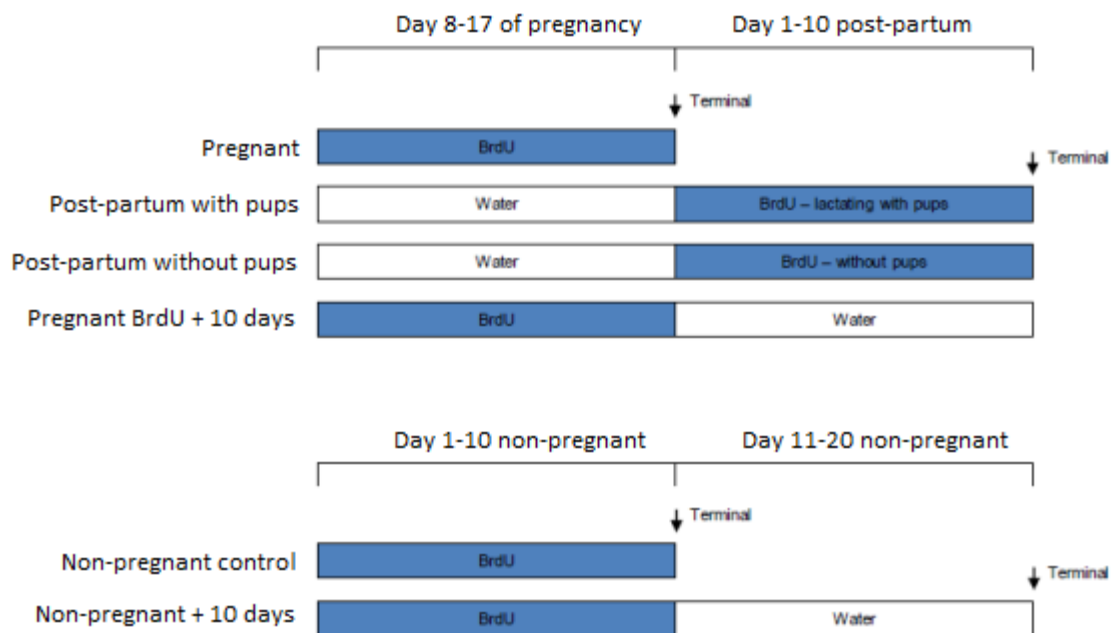 Day 8-17 of pregnancy Day 1-10 post-partum
Terminal
Pregnant BrdU
Terminal
Post-partum with pups Water BrdU – lactating with pups
Post-partum without pups Water BrdU – without pups
Pregnant BrdU + 10 days BrdU Water
Day 1-10 non-pregnant Day 11-20 non-pregnant
Terminal
Non-pregnant control BrdU
Terminal
Non-pregnant + 10 days BrdU Water